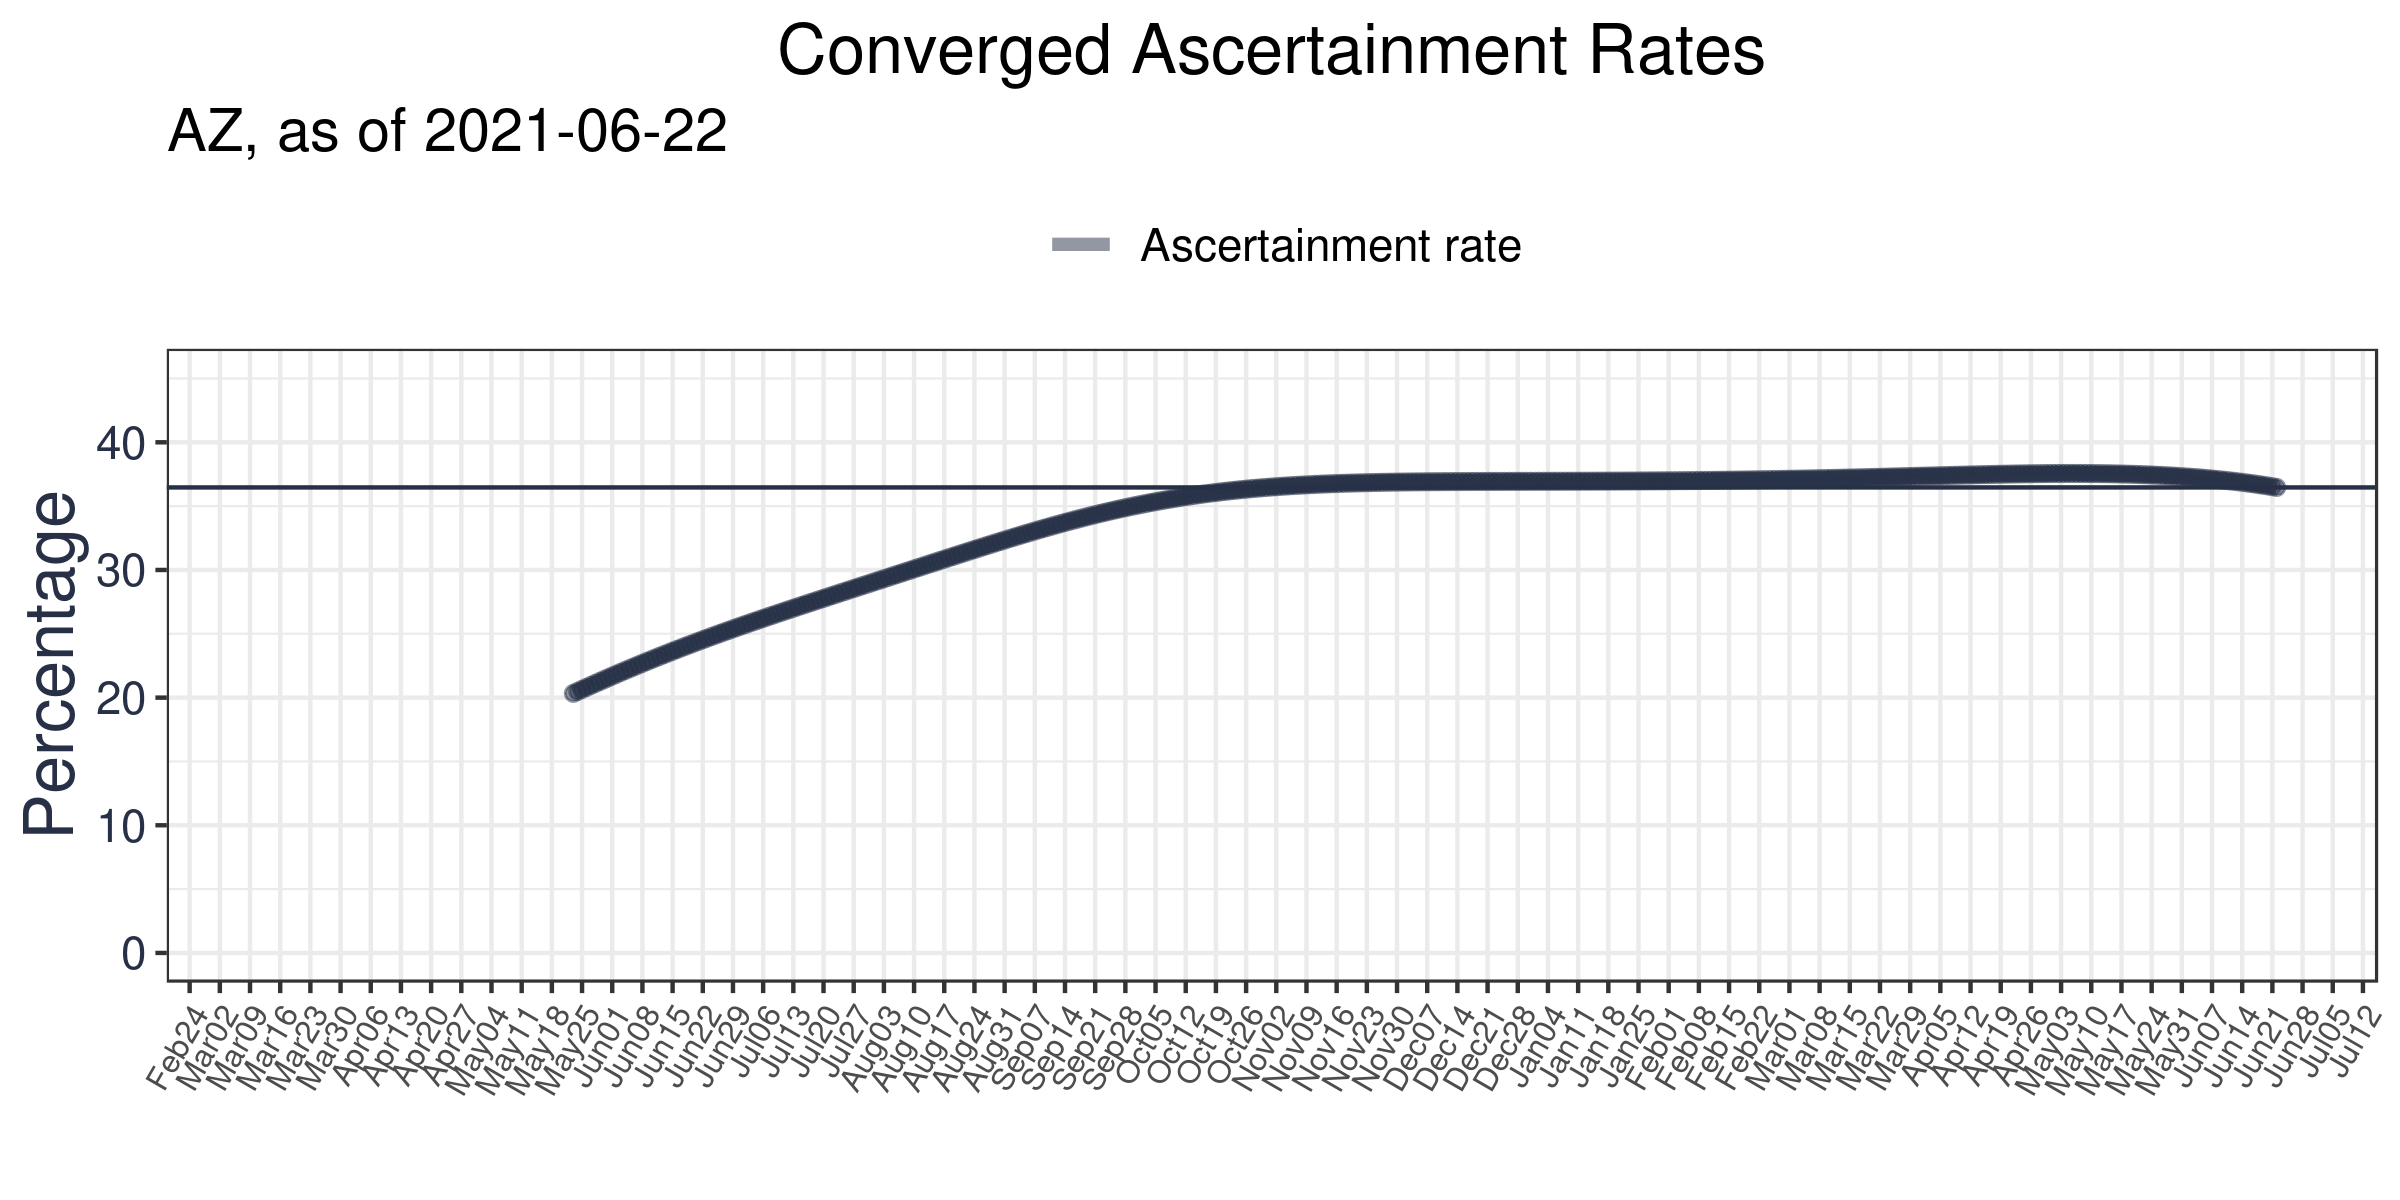 Converged Ascertainment Rates
AZ, as of 2021-06-22
Ascertainment rate
Percentage
40
30
20
10
0
Feb24
Mar02
Mar09
Mar16
Mar23
Mar30
Apr06
Apr13
Apr20
Apr27
May04
May11
May18
May25
Jun01
Jun08
Jun15
Jun22
Jun29
Jul06
Jul13
Jul20
Jul27
Aug03
Aug10
Aug17
Aug24
Aug31
Sep07
Sep14
Sep21
Sep28
Oct05
Oct12
Oct19
Oct26
Nov02
Nov09
Nov16
Nov23
Nov30
Dec07
Dec14
Dec21
Dec28
Jan04
Jan11
Jan18
Jan25
Feb01
Feb08
Feb15
Feb22
Mar01
Mar08
Mar15
Mar22
Mar29
Apr05
Apr12
Apr19
Apr26
May03
May10
May17
May24
May31
Jun07
Jun14
Jun21
Jun28
Jul05
Jul12